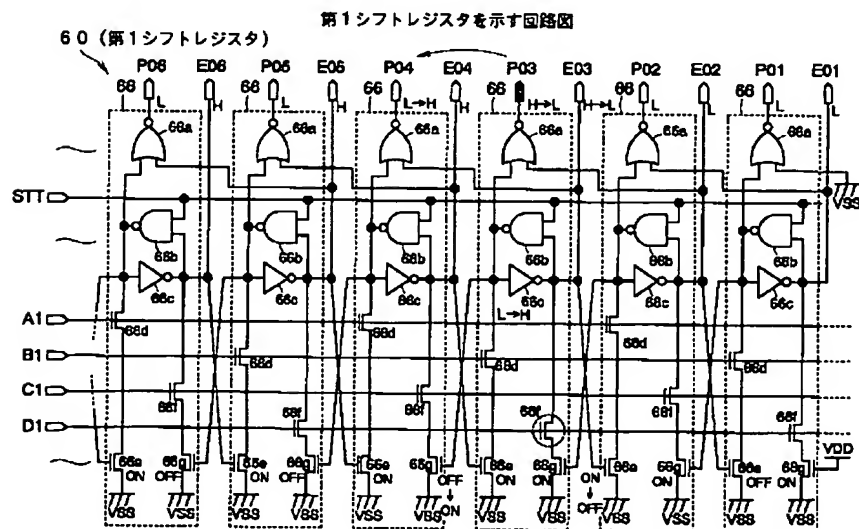 第1シフトレジスタを示す回路図
60 (第1シフトレジスタ)
P06 E06 P05 E05 P04 E04 P03 E03 P02 E02 P01 E01
66 L H 66 L H 66 L→H H 66 H→L H→L 66 L L 66 L L
66a 66a 66a 66a 66a 66a
STT
VSS
66b 66b 66b 66b 66b 66b
66c 66c 66c 66c 66c 66c
L→H
A1
66d 66d 66d
B1
66d 66d 66d
C1
66f 66f 66f
D1
66f 66f 66f
VDD
66e 66g 66e 66g 66e 66g 66e 66g 66e 66g 66e 66g
ON OFF ON OFF ON OFF↓ON ON ON ON↓OFF ON OFF ON
VSS VSS VSS VSS VSS VSS VSS VSS VSS VSS VSS VSS